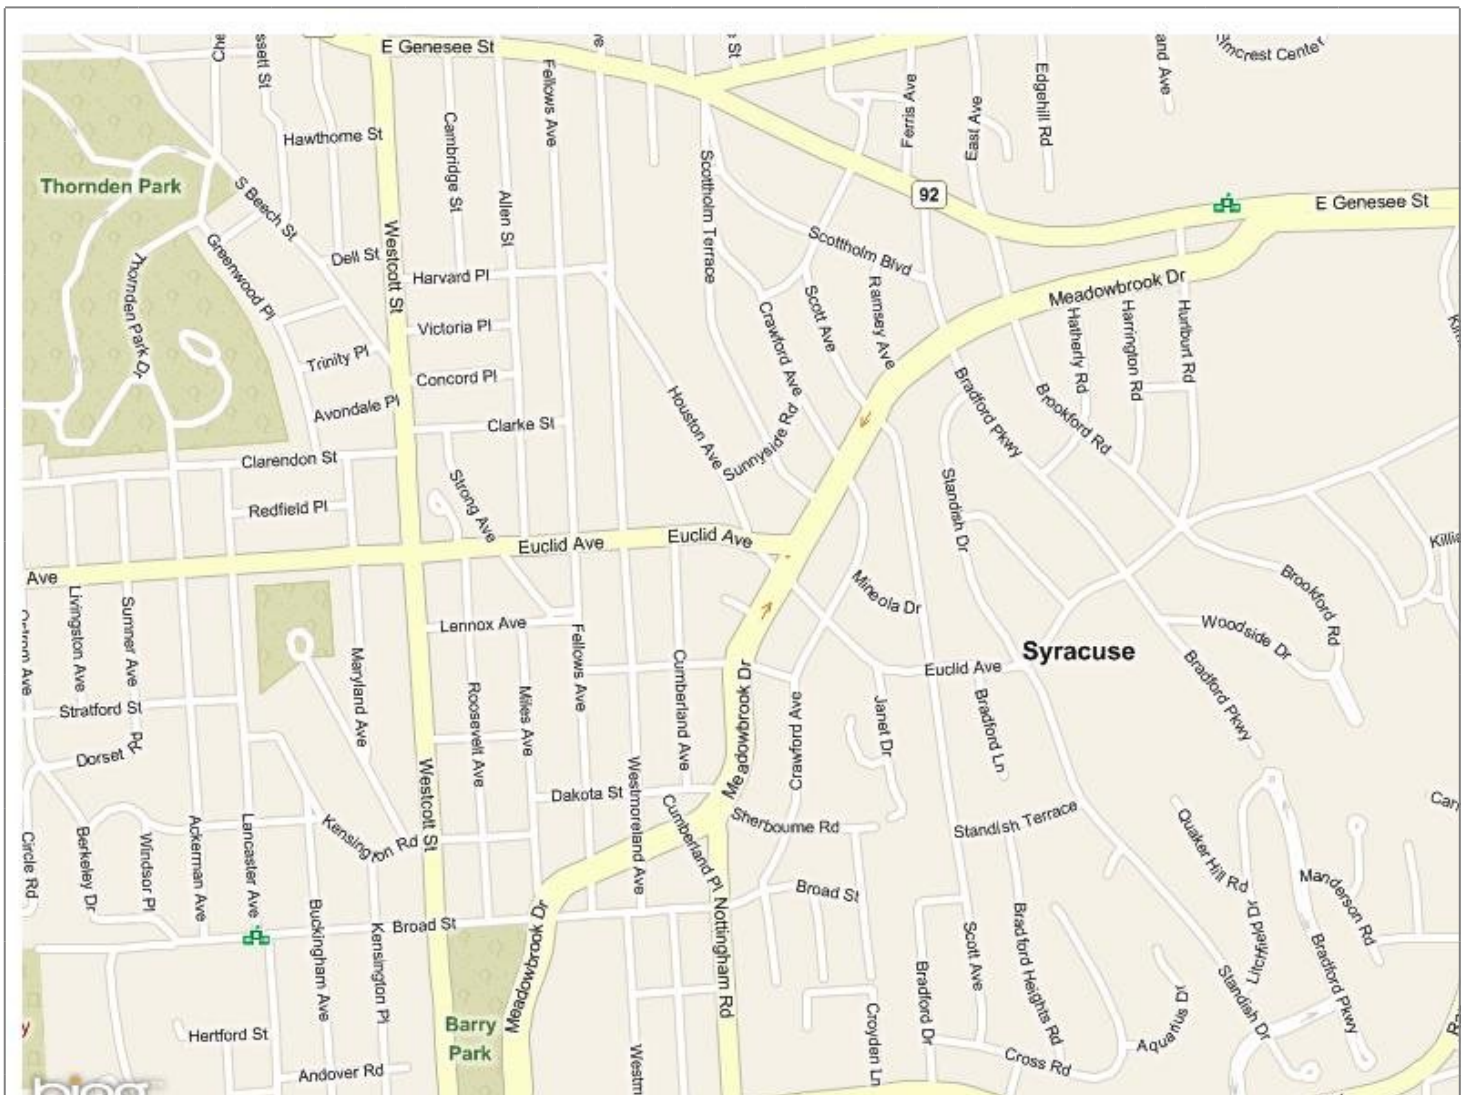 E Genesee St
Elmcrest Center
Fellows Ave
Cambridge St
Hawthorne St
Thornden Park
S Beech St
Allen St
Edgehill Rd
Ferris Ave
East Ave
92
E Genesee St
Scottholm Terrace
Scottholm Blvd
Dell St
Westcott St
Harvard Pl
Greenwood Pl
Thornden Park Dr
Victoria Pl
Trinity Pl
Concord Pl
Avondale Pl
Clarke St
Clarendon St
Redfield Pl
Strong Ave
Houston Ave
Sunnyside Rd
Crawford Ave
Scott Ave
Ramsey Ave
Meadowbrook Dr
Hatherly Rd
Harrington Rd
Hurlburt Rd
Bradford Pkwy
Brookford Rd
Standish Dr
Euclid Ave
Euclid Ave
Ave
Livingston Ave
Sumner Ave
Lennox Ave
Fellows Ave
Mineola Dr
Brookford Rd
Woodside Dr
Syracuse
Euclid Ave
Bradford Pkwy
Maryland Ave
Roosevelt Ave
Miles Ave
Cumberland Ave
Meadowbrook Dr
Crawford Ave
Janet Dr
Bradford Ln
Stratford St
Dorset Rd
Rd
Westcott St
Dakota St
Westmoreland Ave
Cumberland Pl
Sherbourne Rd
Standish Terrace
Circle Rd
Berkeley Dr
Windsor Pl
Ackerman Ave
Lancaster Ave
Kensington Rd
Quaker Hill Rd
Manderson Rd
Broad St
Broad St
Buckingham Ave
Kensington Pl
Meadowbrook Dr
Nottingham Rd
Litchfield Dr
Bradford Pkwy
Scott Ave
Bradford Heights Rd
Bradford Dr
Standish Dr
Aquarius Dr
Cross Rd
Croyden Ln
Hertford St
Andover Rd
Barry
Park
bing